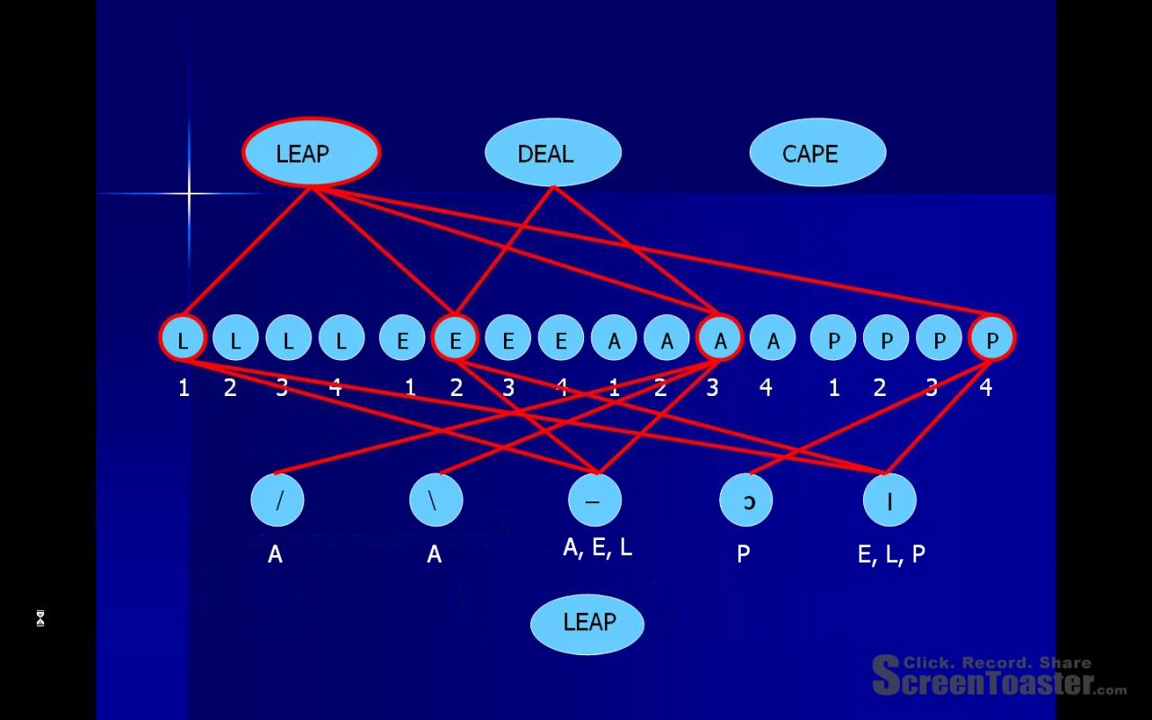 LEAP DEAL CAPE
L L L L E E E E A A A A P P P P
1 2 3 4 1 2 3 4 1 2 3 4 1 2 3 4
/ \ – ɔ I
A A A, E, L P E, L, P
LEAP
Click. Record. Share
ScreenToaster.com